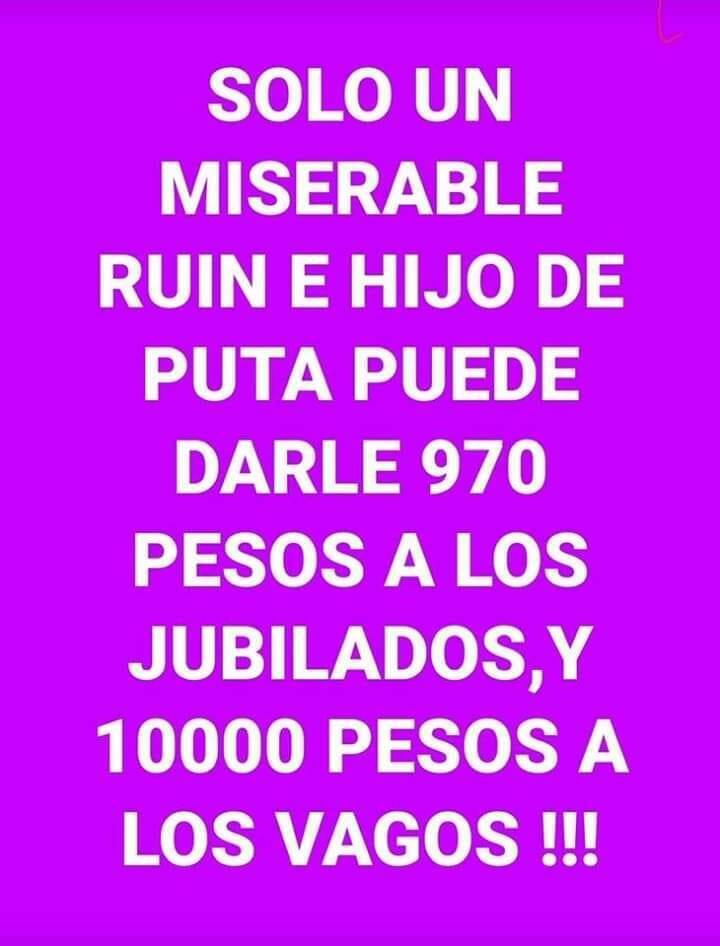 SOLO UN
MISERABLE
RUIN E HIJO DE
PUTA PUEDE
DARLE 970
PESOS A LOS
JUBILADOS,Y
10000 PESOS A
LOS VAGOS !!!